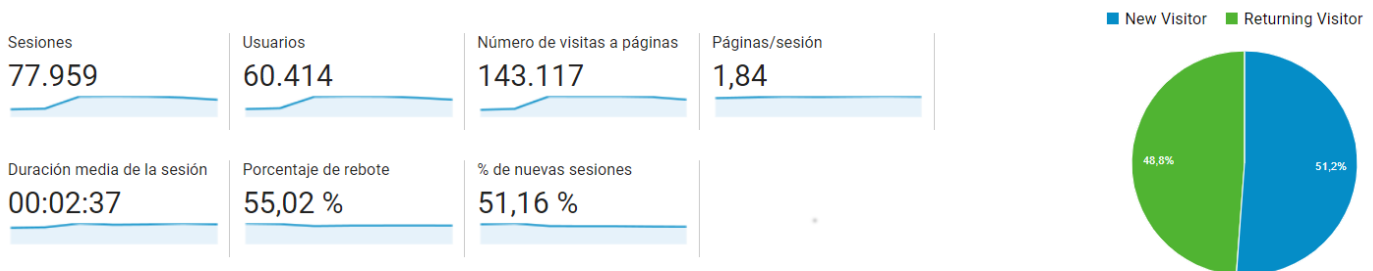 New Visitor Returning Visitor
Sesiones
77.959
Usuarios
60.414
Número de visitas a páginas
143.117
Páginas/sesión
1,84
Duración media de la sesión
00:02:37
Porcentaje de rebote
55,02 %
% de nuevas sesiones
51,16 %
48,8%
51,2%